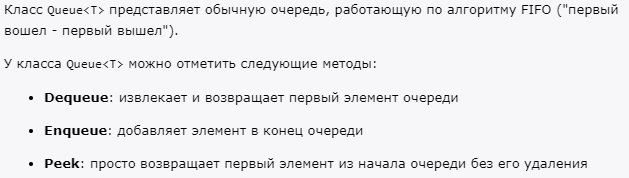 Класс Queue<T> представляет обычную очередь, работующую по алгоритму FIFO ("первый
вошел - первый вышел").
У класса Queue<T> можно отметить следующие методы:
• Dequeue: извлекает и возвращает первый элемент очереди
• Enqueue: добавляет элемент в конец очереди
• Peek: просто возвращает первый элемент из начала очереди без его удаления